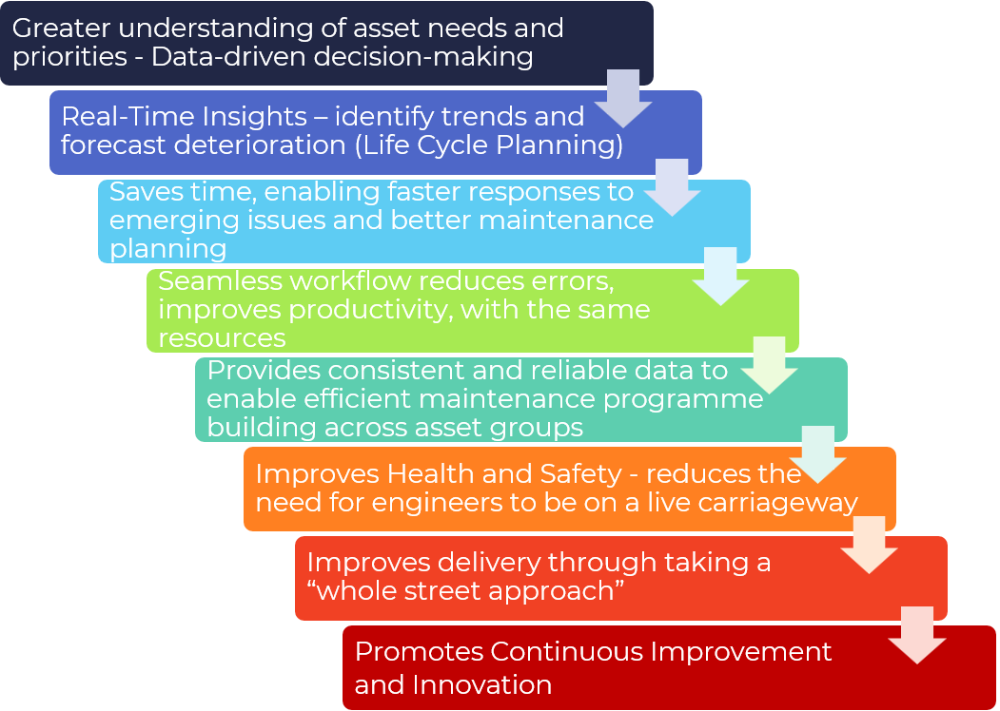 Greater understanding of asset needs and
priorities - Data-driven decision-making
Real-Time Insights – identify trends and
forecast deterioration (Life Cycle Planning)
Saves time, enabling faster responses to
emerging issues and better maintenance
planning
Seamless workflow reduces errors,
improves productivity, with the same
resources
Provides consistent and reliable data to
enable efficient maintenance programme
building across asset groups
Improves Health and Safety - reduces the
need for engineers to be on a live carriageway
Improves delivery through taking a
“whole street approach”
Promotes Continuous Improvement
and Innovation